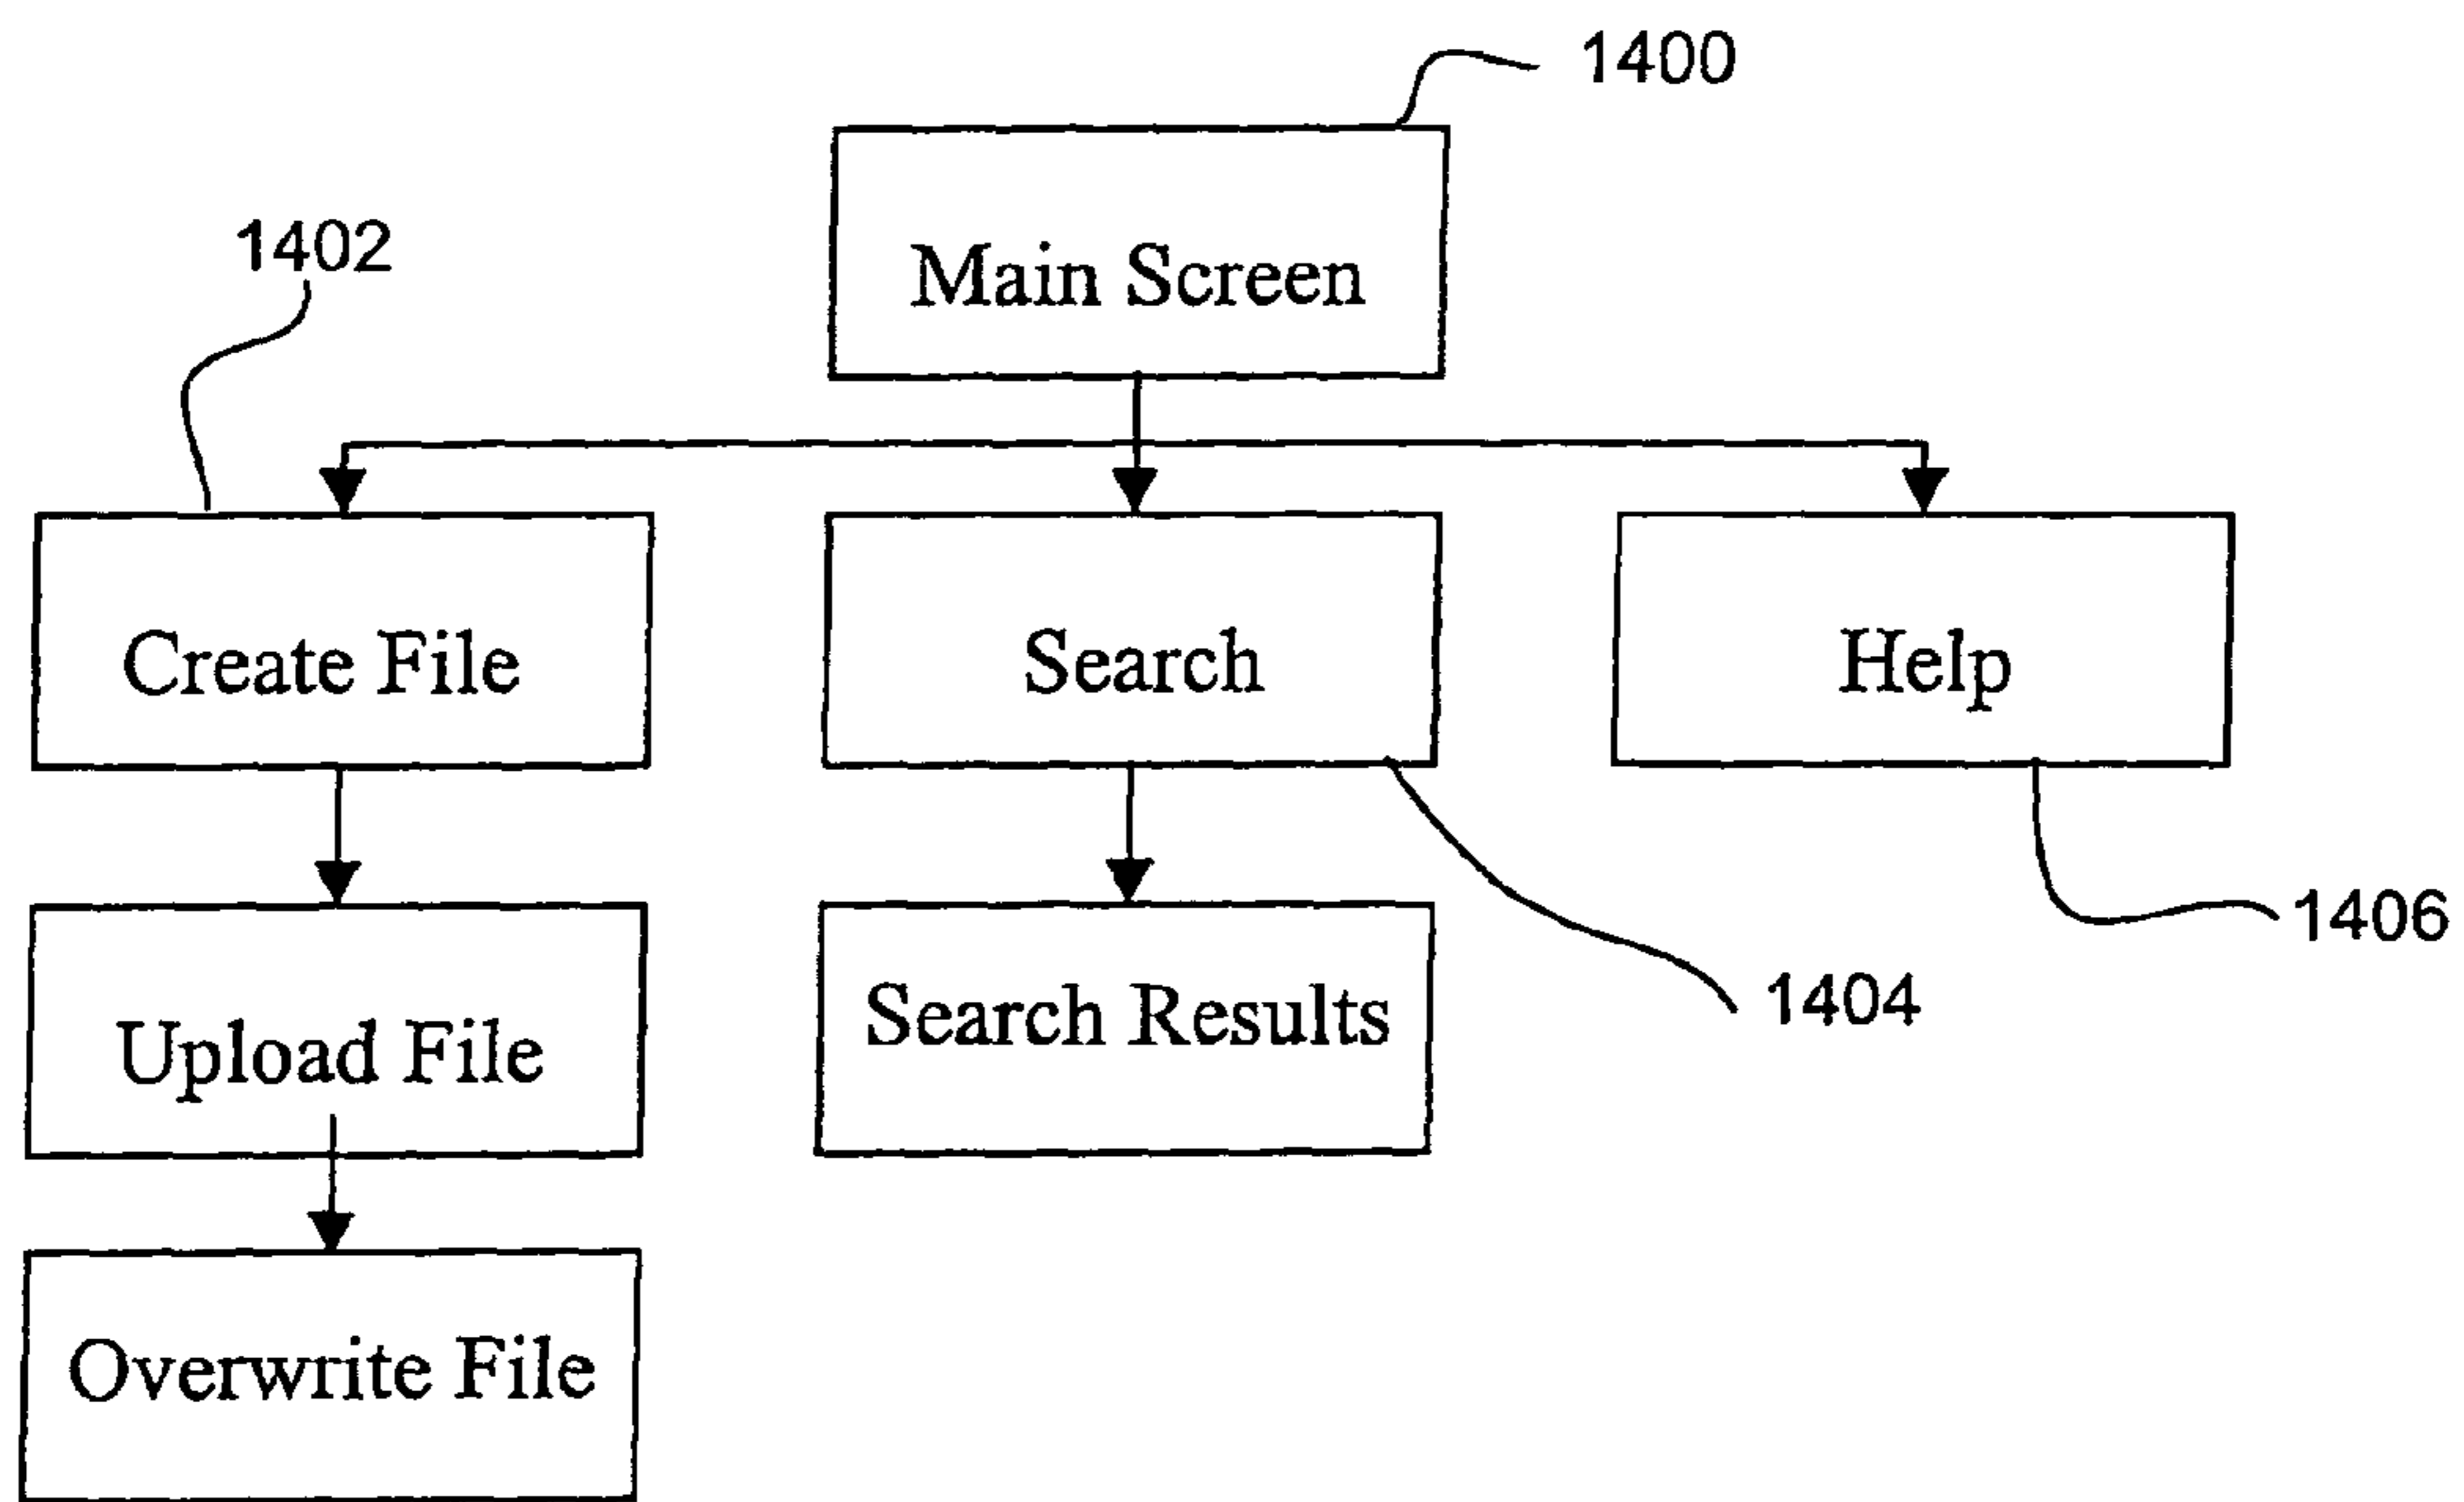 1400
Main Screen
1402
Create File
Search
Help
1406
1404
Upload File
Search Results
Overwrite File